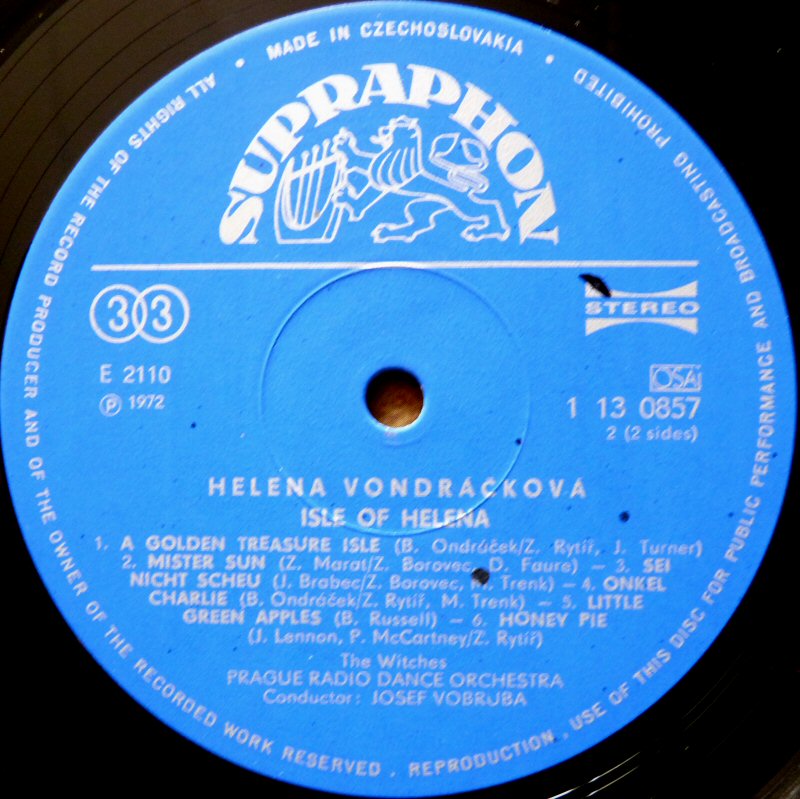 ALL RIGHTS OF THE RECORD PRODUCER AND OF THE OWNER OF THE RECORDED WORK RESERVED . REPRODUCTION, USE OF THIS DISC FOR PUBLIC PERFORMANCE AND BROADCASTING PROHIBITED
• MADE IN CZECHOSLOVAKIA •
SUPRAPHON
33
STEREO
E 2110
OSA
Ⓟ 1972
1 13 0857
2 (2 sides)
HELENA VONDRÁČKOVÁ
ISLE OF HELENA
1. A GOLDEN TREASURE ISLE (B. Ondráček/Z. Rytíř, J. Turner)
2. MISTER SUN (Z. Marat/Z. Borovec, D. Faure) — 3. SEI
NICHT SCHEU (J. Brabec/Z. Borovec, M. Trenk) — 4. ONKEL
CHARLIE (B. Ondráček/Z. Rytíř, M. Trenk) — 5. LITTLE
GREEN APPLES (B. Russell) — 6. HONEY PIE
(J. Lennon, P. McCartney/Z. Rytíř)
The Witches
PRAGUE RADIO DANCE ORCHESTRA
Conductor: JOSEF VOBRUBA